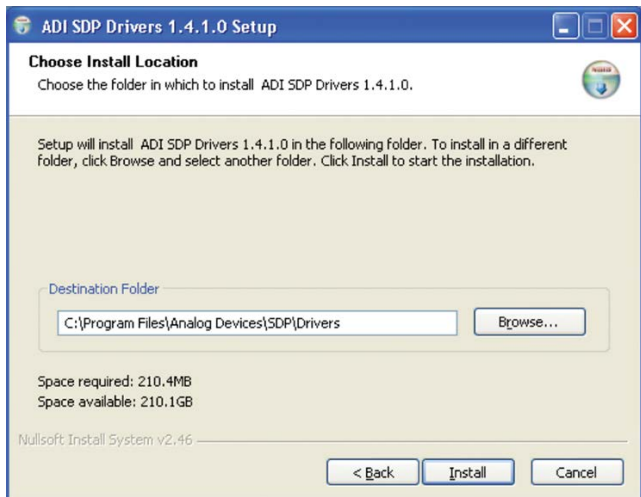 ADI SDP Drivers 1.4.1.0 Setup
Choose Install Location
Choose the folder in which to install ADI SDP Drivers 1.4.1.0.
Setup will install ADI SDP Drivers 1.4.1.0 in the following folder. To install in a different
folder, click Browse and select another folder. Click Install to start the installation.
Destination Folder
C:\Program Files\Analog Devices\SDP\Drivers
Browse...
Space required: 210.4MB
Space available: 210.1GB
Nullsoft Install System v2.46
< Back Install Cancel